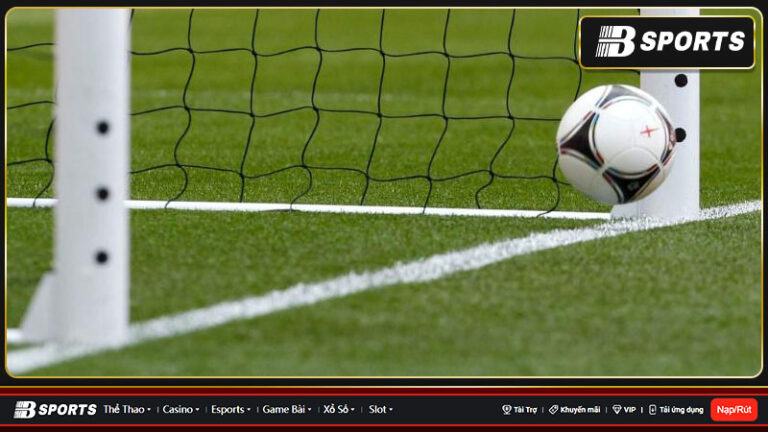 B SPORTS
B SPORTS Thể Thao Casino Esports Game Bài Xổ Số Slot Tài Trợ Khuyến mãi VIP Tải ứng dụng Nạp/Rút